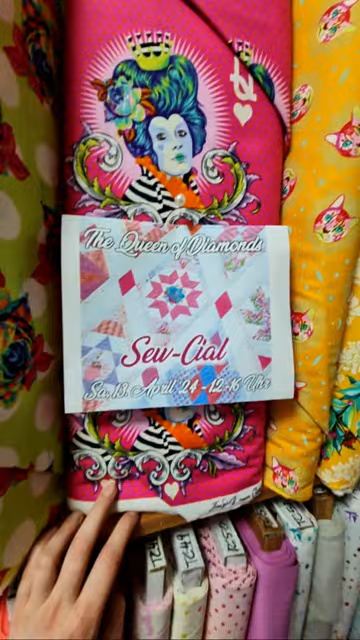 Q
The Queen of Diamonds
Sew-Cial
Sa. 13. April 24 - 12-16 Uhr